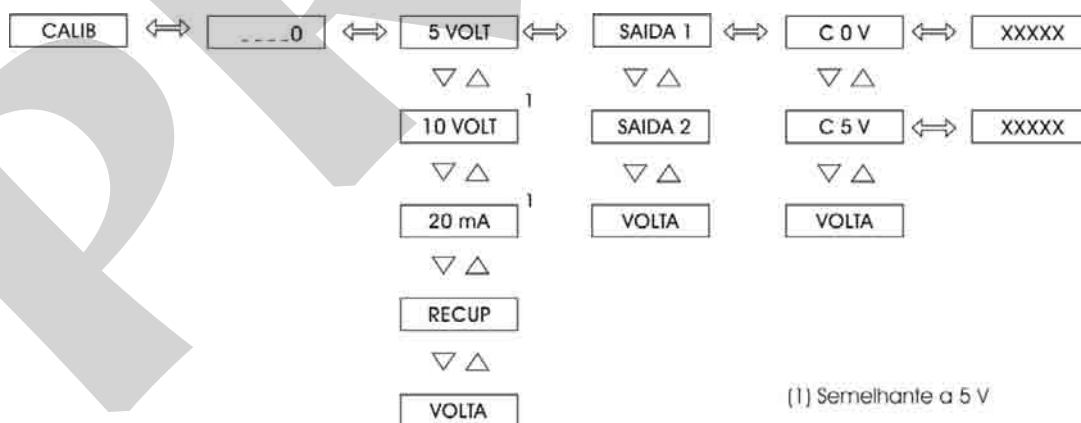 CALIB ____0 5 VOLT SAIDA 1 C 0 V XXXXX
1
10 VOLT SAIDA 2 C 5 V XXXXX
1
20 mA VOLTA VOLTA
RECUP
VOLTA
(1) Semelhante a 5 V